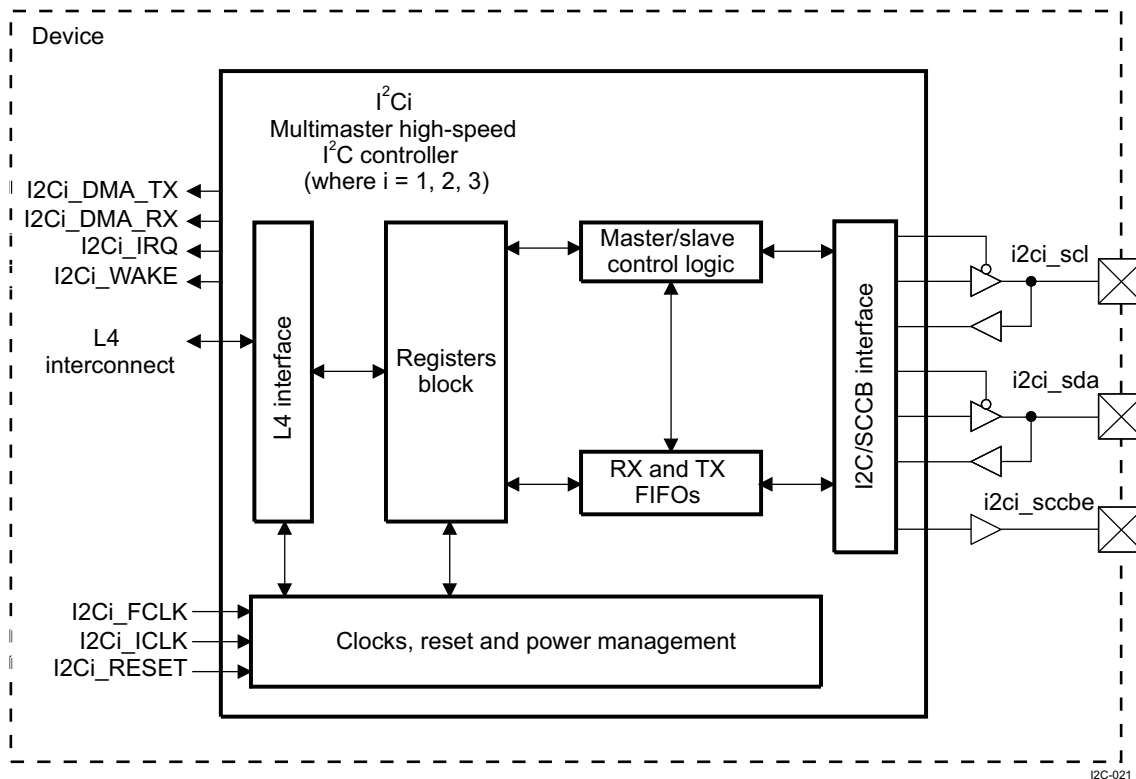 Device
I²Ci
Multimaster high-speed
I²C controller
(where i = 1, 2, 3)
I2Ci_DMA_TX
I2Ci_DMA_RX
I2Ci_IRQ
I2Ci_WAKE
L4
interconnect
L4 interface
Registers
block
Master/slave
control logic
RX and TX
FIFOs
I2C/SCCB interface
i2ci_scl
i2ci_sda
i2ci_sccbe
I2Ci_FCLK
I2Ci_ICLK
I2Ci_RESET
Clocks, reset and power management
I2C-021